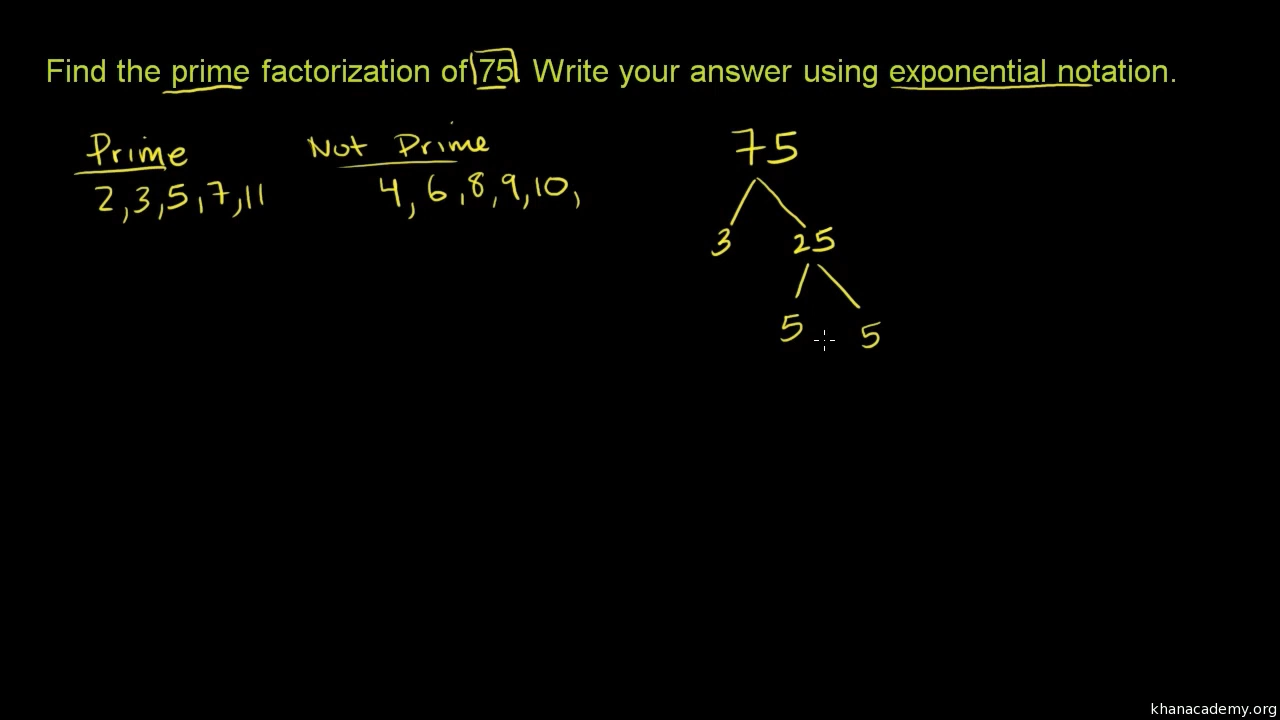 Find the prime factorization of 75. Write your answer using exponential notation.
Prime Not Prime 75
2,3,5,7,11 4,6,8,9,10,
3 25
5 5
khanacademy.org